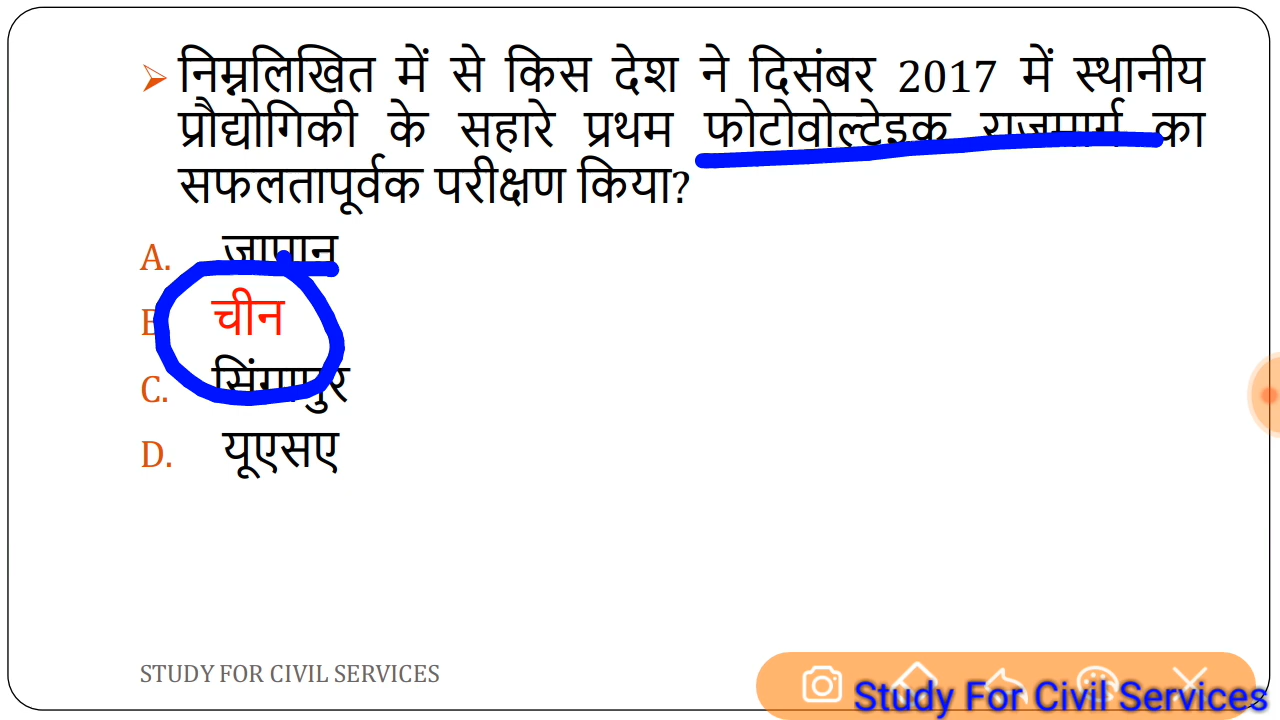 निम्नलिखित में से किस देश ने दिसंबर 2017 में स्थानीय
प्रौद्योगिकी के सहारे प्रथम फोटोवोल्टेइक राजमार्ग का
सफलतापूर्वक परीक्षण किया?
A. जापान
B. चीन
C. सिंगापुर
D. यूएसए
STUDY FOR CIVIL SERVICES
Study For Civil Services